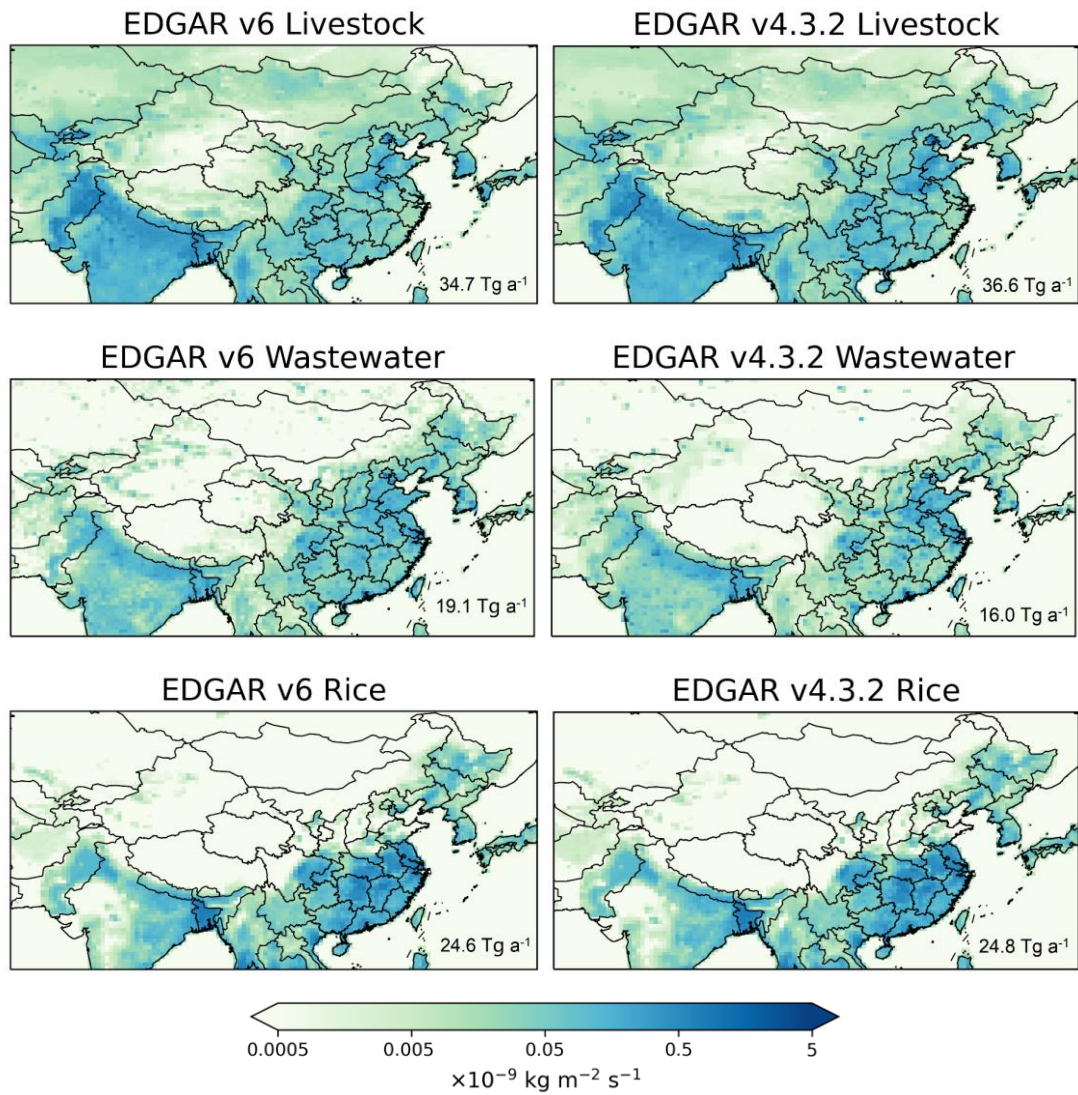 EDGAR v6 Livestock
EDGAR v4.3.2 Livestock
34.7 Tg a⁻¹
36.6 Tg a⁻¹
EDGAR v6 Wastewater
EDGAR v4.3.2 Wastewater
19.1 Tg a⁻¹
16.0 Tg a⁻¹
EDGAR v6 Rice
EDGAR v4.3.2 Rice
24.6 Tg a⁻¹
24.8 Tg a⁻¹
0.0005 0.005 0.05 0.5 5
×10⁻⁹ kg m⁻² s⁻¹